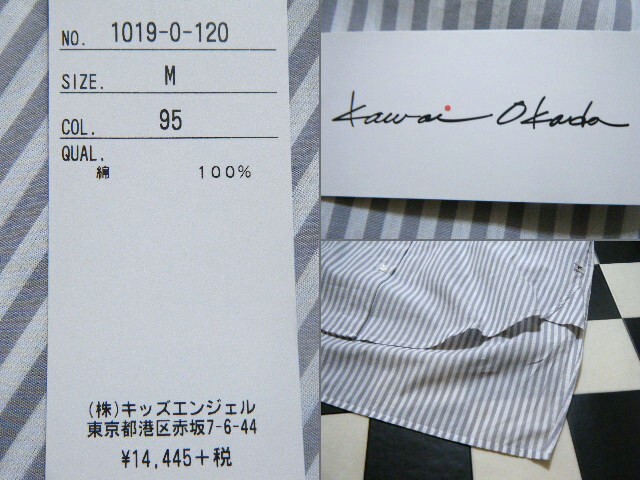 NO. 1019-0-120
SIZE. M
COL. 95
QUAL.
綿 100%
(株)キッズエンジェル
東京都港区赤坂7-6-44
¥14,445+税
Kawai Okada